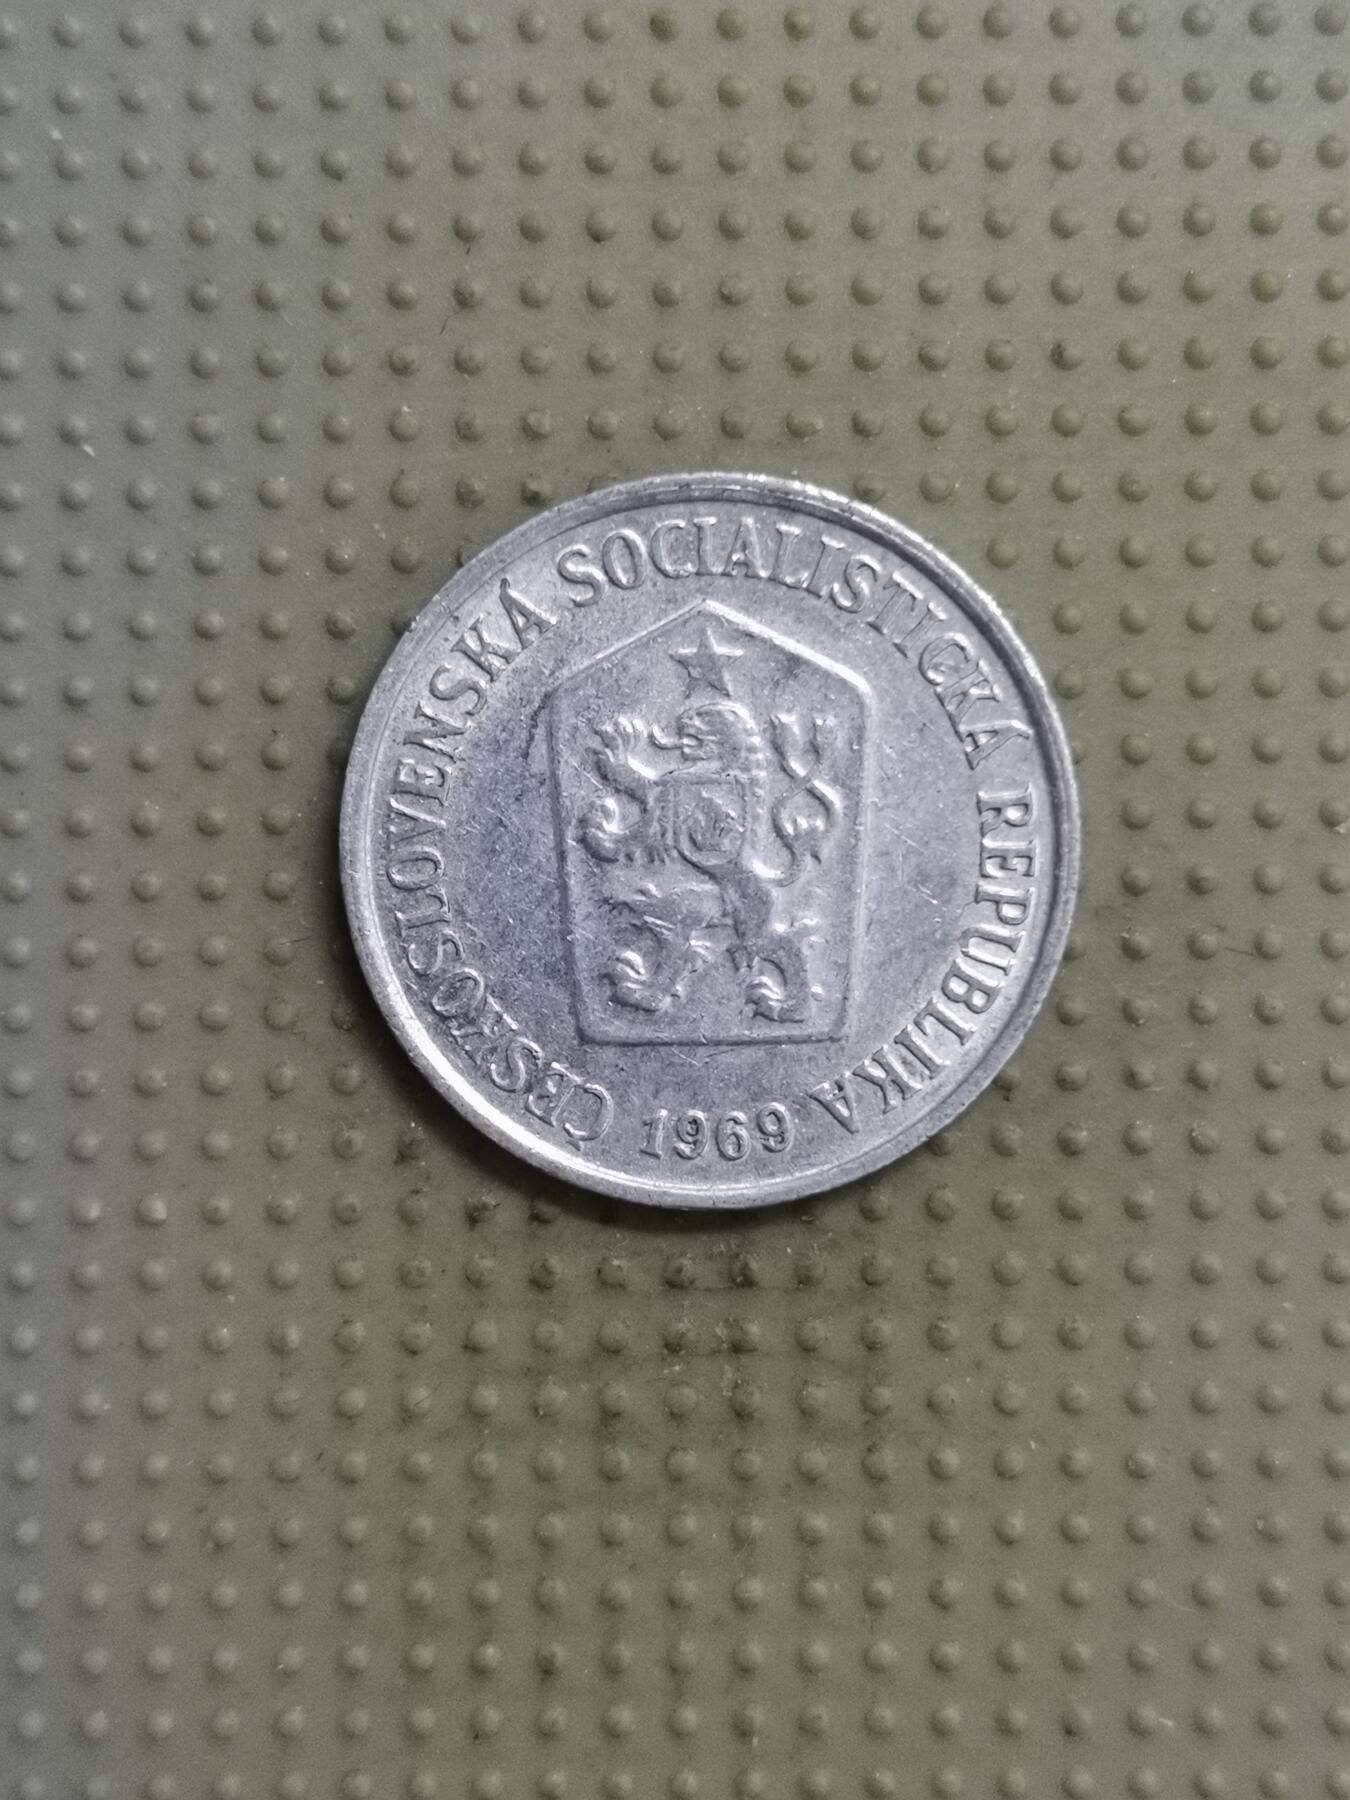 ČESKOSLOVENSKÁ SOCIALISTICKÁ REPUBLIKA
1969